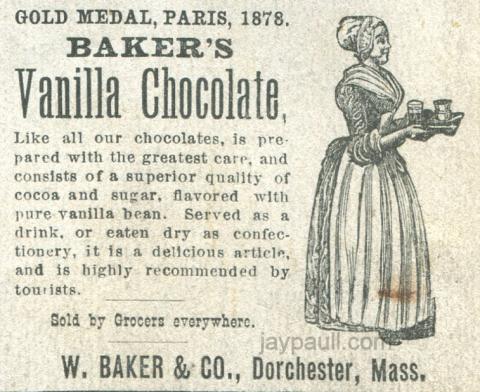 GOLD MEDAL, PARIS, 1878.
BAKER'S
Vanilla Chocolate,
Like all our chocolates, is pre-
pared with the greatest care, and
consists of a superior quality of
cocoa and sugar, flavored with
pure vanilla bean. Served as a
drink, or eaten dry as confec-
tionery, it is a delicious article,
and is highly recommended by
tourists.
Sold by Grocers everywhere.
jaypaull.com
W. BAKER & CO., Dorchester, Mass.